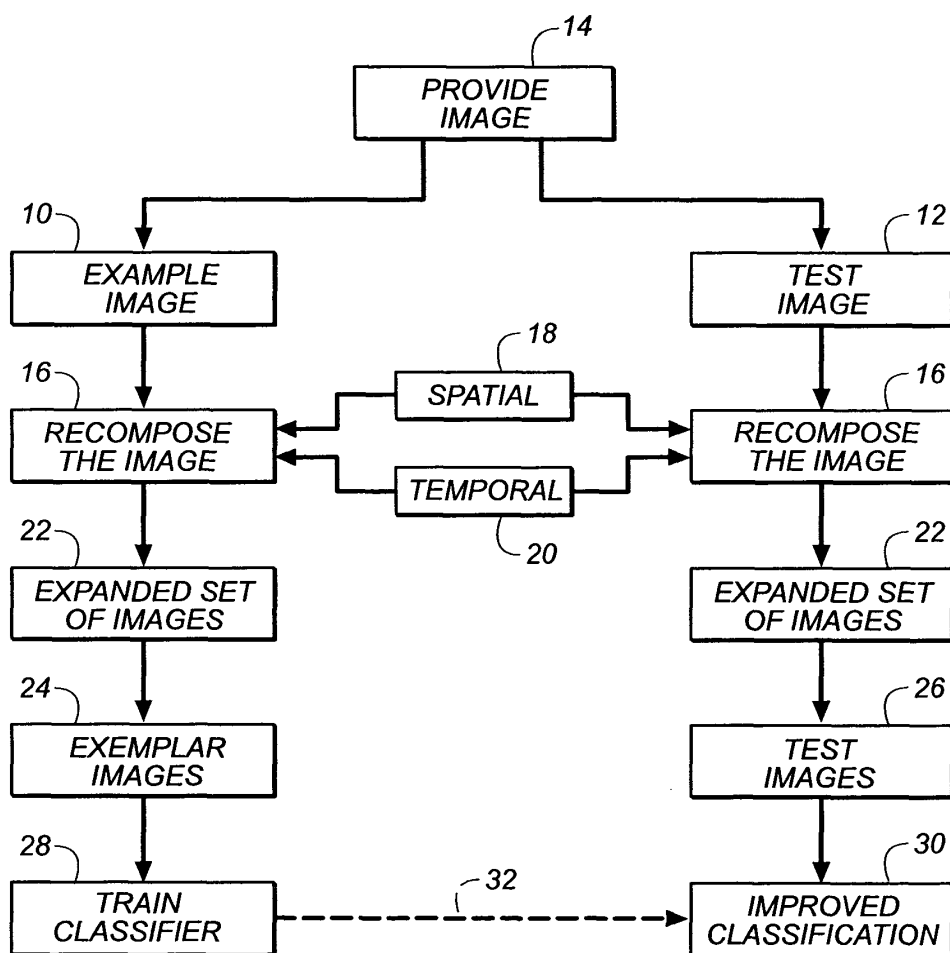 14
PROVIDE
IMAGE
10
EXAMPLE
IMAGE
12
TEST
IMAGE
18
SPATIAL
16
RECOMPOSE
THE IMAGE
16
RECOMPOSE
THE IMAGE
TEMPORAL
20
22
EXPANDED SET
OF IMAGES
22
EXPANDED SET
OF IMAGES
24
EXEMPLAR
IMAGES
26
TEST
IMAGES
28
TRAIN
CLASSIFIER
32
30
IMPROVED
CLASSIFICATION